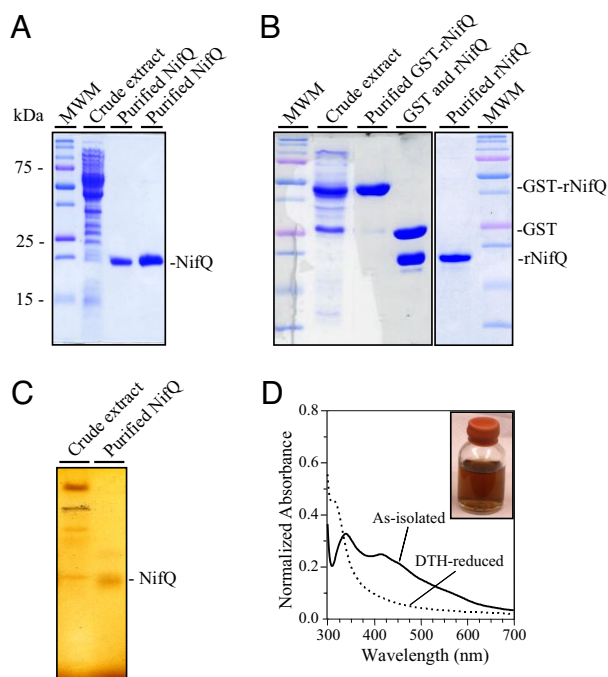 A
kDa
MWM
Crude extract
Purified NifQ
Purified NifQ
75 -
25 -
15 -
-NifQ
B
MWM
Crude extract
Purified GST-rNifQ
GST and rNifQ
Purified rNifQ
MWM
-GST-rNifQ
-GST
-rNifQ
C
Crude extract
Purified NifQ
- NifQ
D
Normalized Absorbance
0.8
0.6
0.4
0.2
0.0
As-isolated
DTH-reduced
300
400
500
600
700
Wavelength (nm)